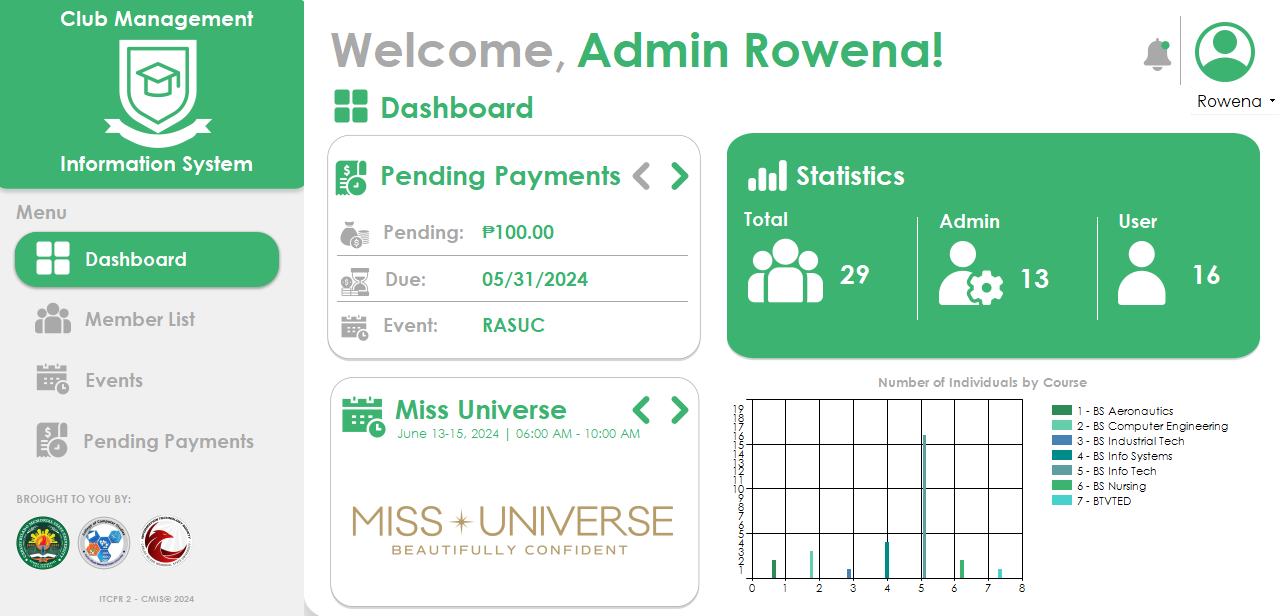 Club Management
Information System
Menu
Dashboard
Member List
Events
Pending Payments
BROUGHT TO YOU BY:
ITCPR 2 - CMIS® 2024
Welcome, Admin Rowena!
Rowena
Dashboard
Pending Payments
Pending: ₱100.00
Due: 05/31/2024
Event: RASUC
Miss Universe
June 13-15, 2024 | 06:00 AM - 10:00 AM
MISS UNIVERSE
BEAUTIFULLY CONFIDENT
Statistics
Total
29
Admin
13
User
16
Number of Individuals by Course
19
18
17
16
15
14
13
12
11
10
9
8
7
6
5
4
3
2
1
0 1 2 3 4 5 6 7 8
1 - BS Aeronautics
2 - BS Computer Engineering
3 - BS Industrial Tech
4 - BS Info Systems
5 - BS Info Tech
6 - BS Nursing
7 - BTVTED